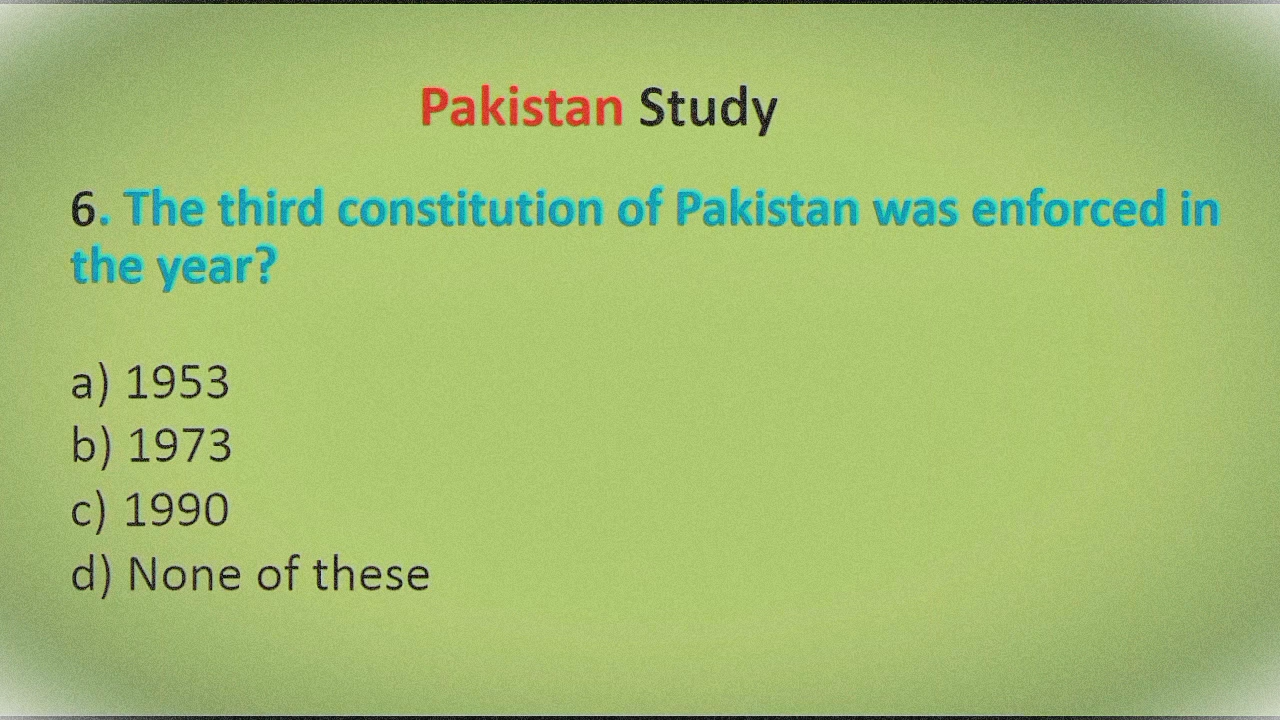 Pakistan Study
6. The third constitution of Pakistan was enforced in
the year?
a) 1953
b) 1973
c) 1990
d) None of these